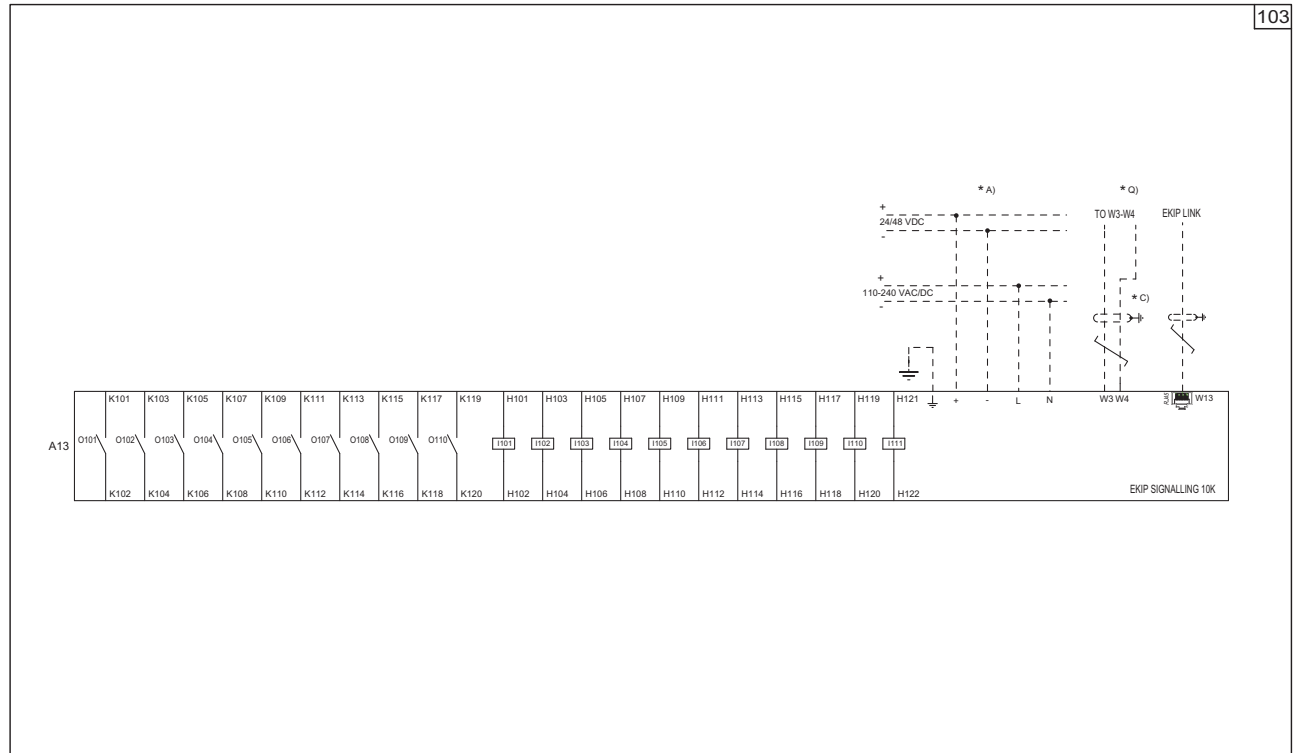 103
* A) * Q)
+
24/48 VDC
-
TO W3-W4 EKIP LINK
+
110-240 VAC/DC
-
* C)
K101 K103 K105 K107 K109 K111 K113 K115 K117 K119 H101 H103 H105 H107 H109 H111 H113 H115 H117 H119 H121 + - L N W3 W4 RJ45 W13
A13 O101 O102 O103 O104 O105 O106 O107 O108 O109 O110 I101 I102 I103 I104 I105 I106 I107 I108 I109 I110 I111
K102 K104 K106 K108 K110 K112 K114 K116 K118 K120 H102 H104 H106 H108 H110 H112 H114 H116 H118 H120 H122 EKIP SIGNALLING 10K